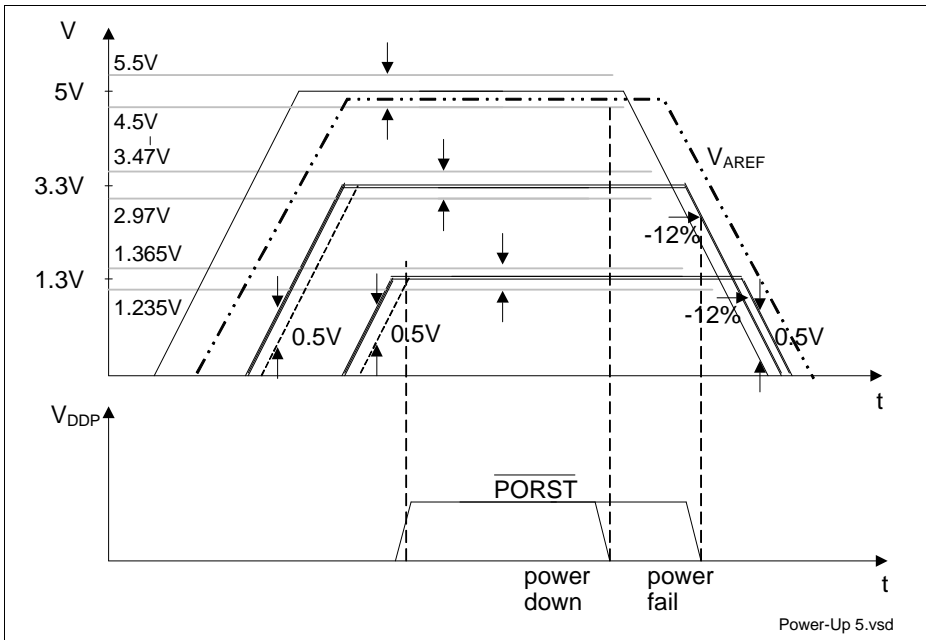 V
5.5V
5V
4.5V
3.47V
V_AREF
3.3V
2.97V
-12%
1.365V
1.3V
1.235V
-12%
0.5V
0.5V
0.5V
t
V_DDP
PORST
power down
power fail
t
Power-Up 5.vsd